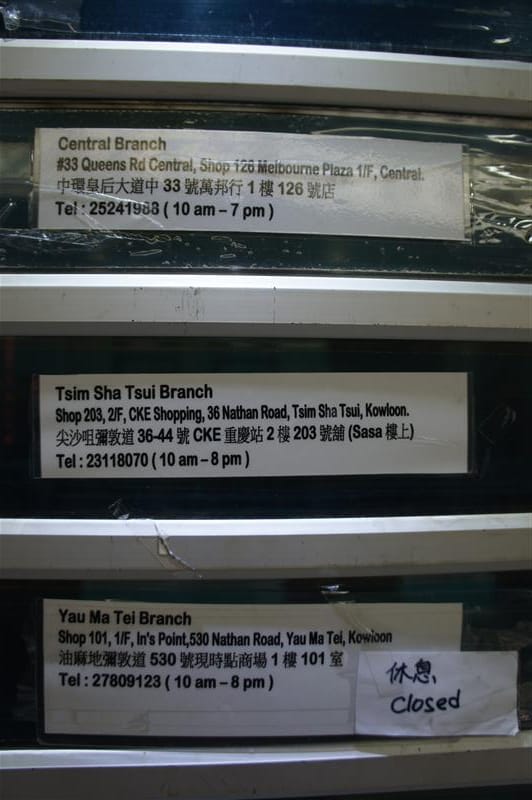 Central Branch
#33 Queens Rd Central, Shop 126 Melbourne Plaza 1/F, Central.
中環皇后大道中 33 號萬邦行 1 樓 126 號店
Tel : 25241988 ( 10 am – 7 pm )
Tsim Sha Tsui Branch
Shop 203, 2/F, CKE Shopping, 36 Nathan Road, Tsim Sha Tsui, Kowloon.
尖沙咀彌敦道 36-44 號 CKE 重慶站 2 樓 203 號舖 (Sasa 樓上)
Tel : 23118070 ( 10 am – 8 pm )
Yau Ma Tei Branch
Shop 101, 1/F, In's Point,530 Nathan Road, Yau Ma Tei, Kowloon
油麻地彌敦道 530 號現時點商場 1 樓 101 室
Tel : 27809123 ( 10 am – 8 pm )
休息
Closed